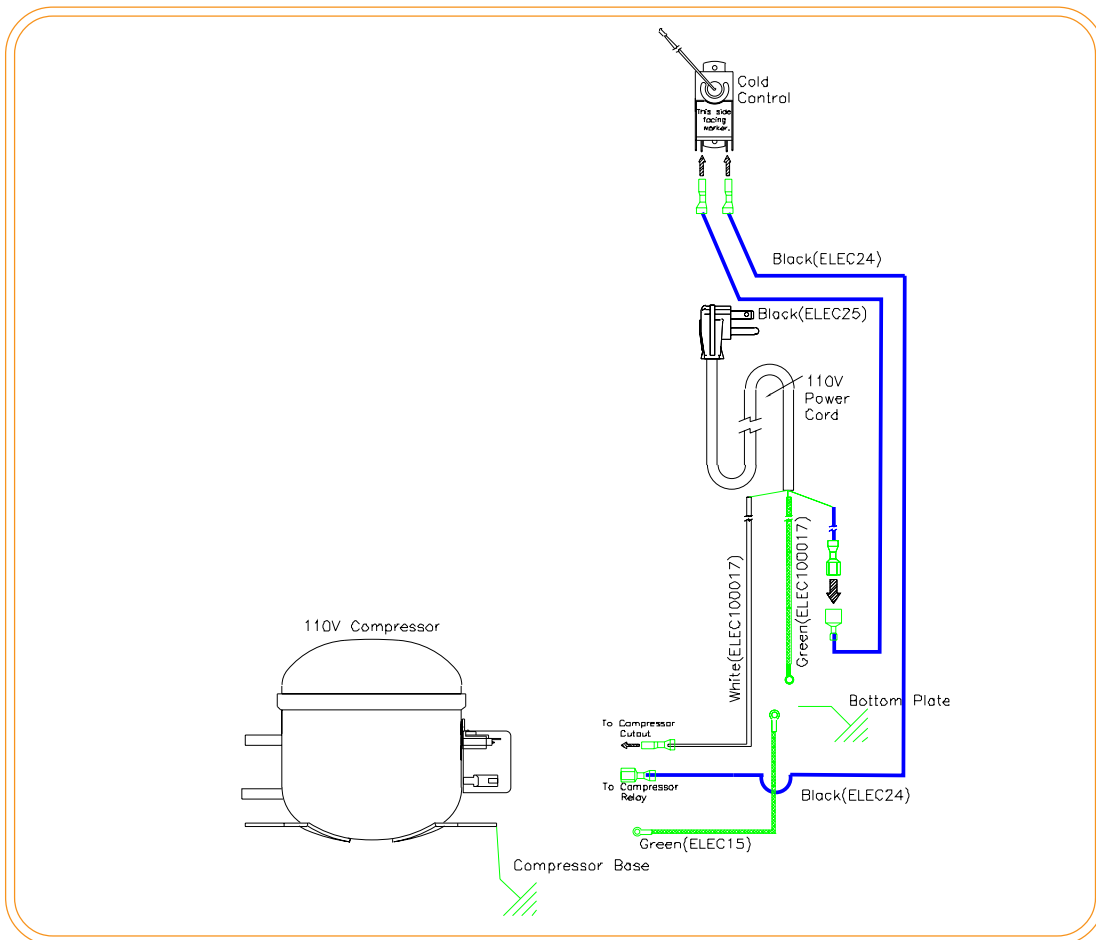 Cold
Control
This side
facing
worker.
Black(ELEC24)
Black(ELEC25)
110V
Power
Cord
White(ELEC100017)
Green(ELEC100017)
110V Compressor
Bottom Plate
To Compressor
Cutout
To Compressor
Relay
Black(ELEC24)
Green(ELEC15)
Compressor Base